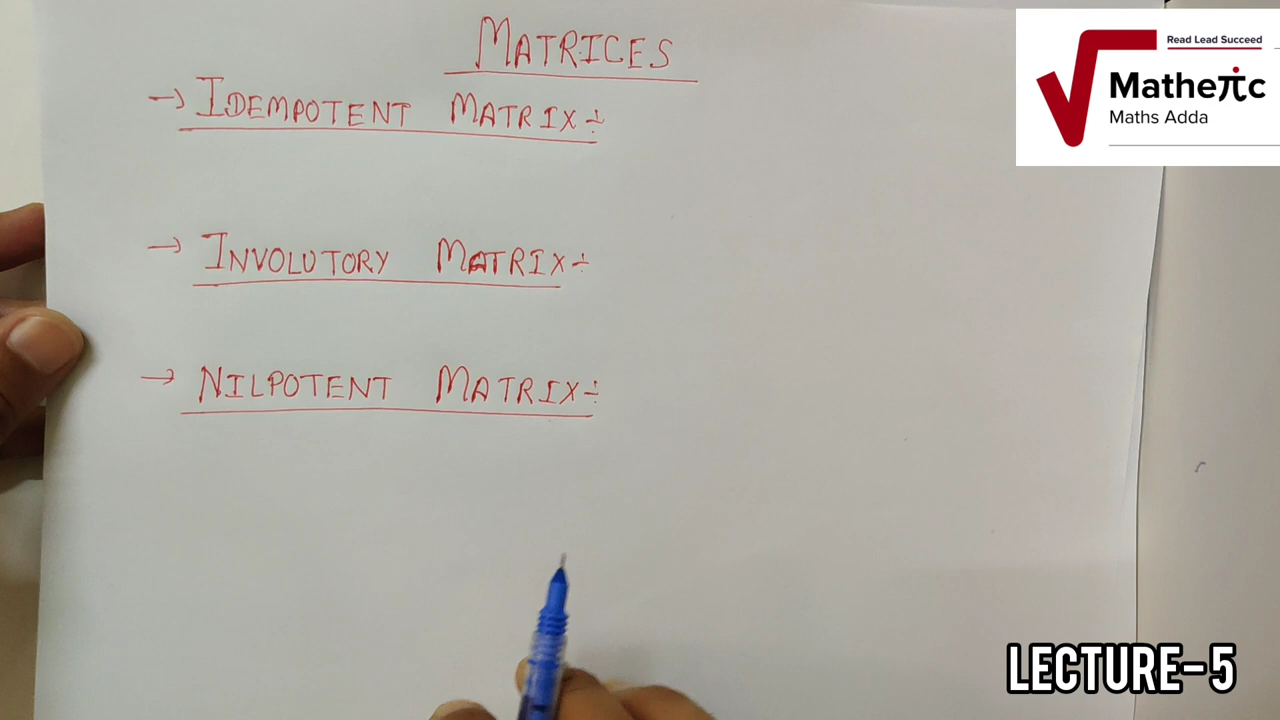 MATRICES
→ IDEMPOTENT MATRIX:-
→ INVOLUTORY MATRIX:-
→ NILPOTENT MATRIX:-
Read Lead Succeed
Matheπc
Maths Adda
LECTURE-5